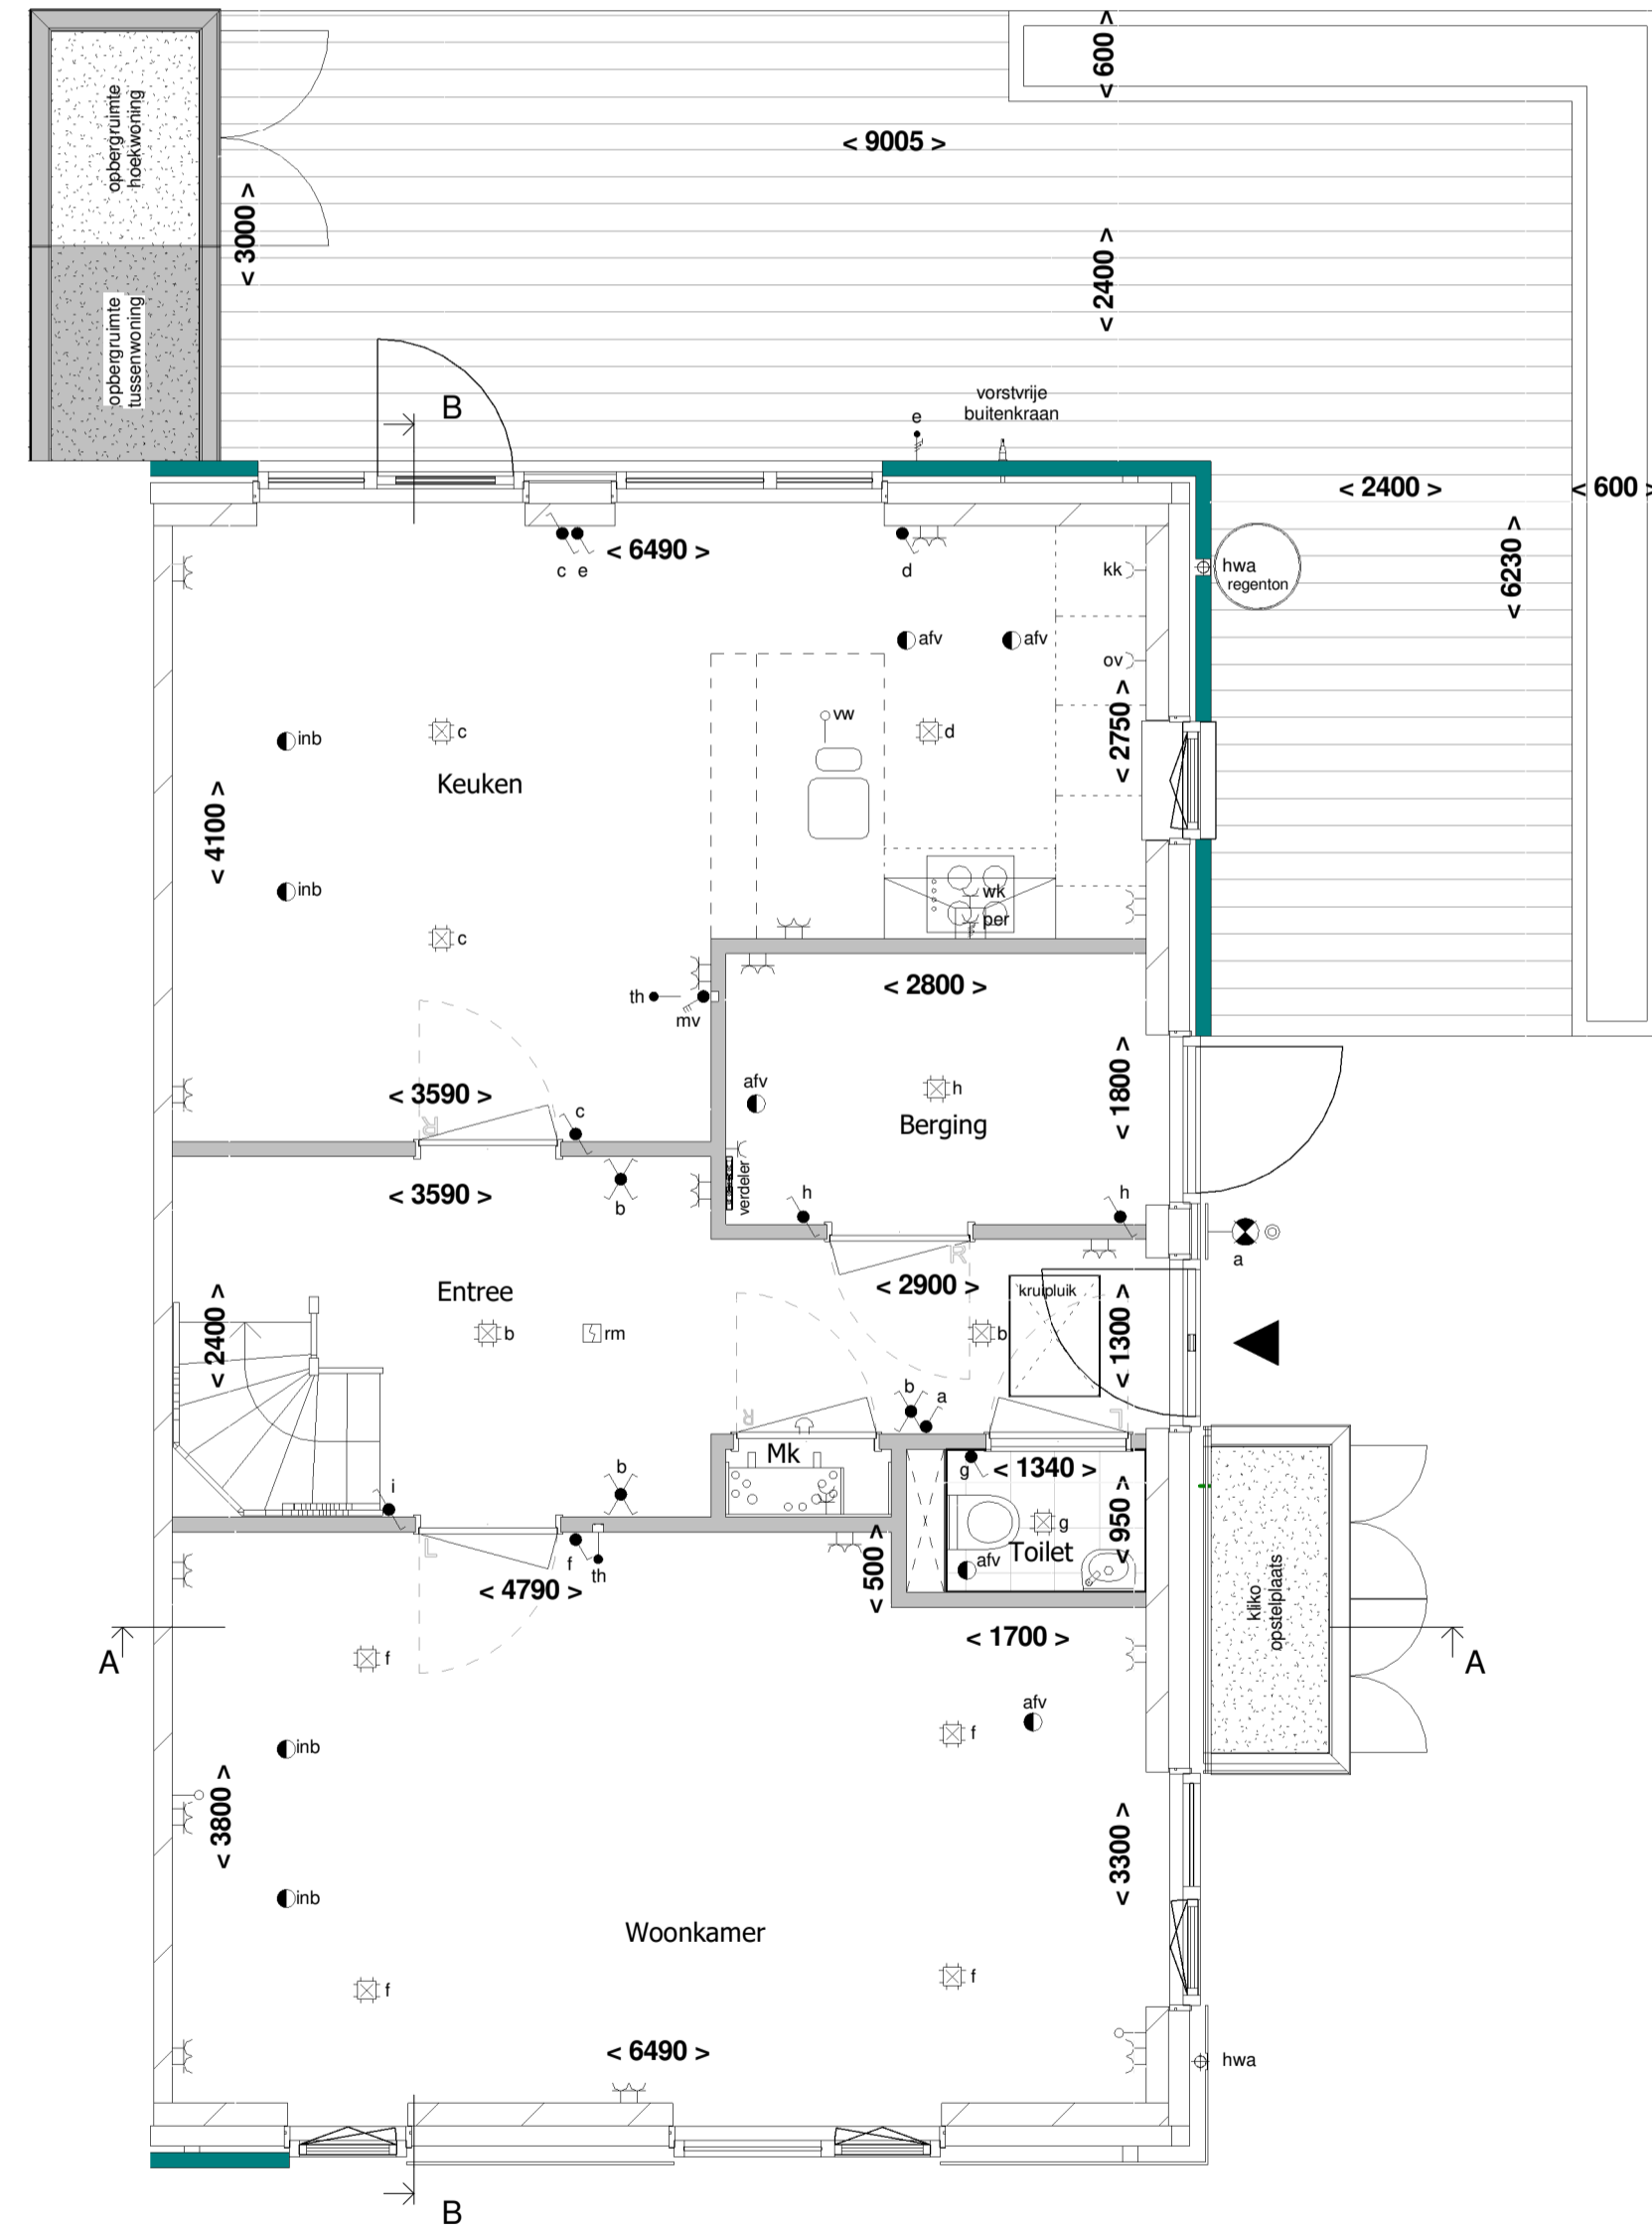 < 600 >
opbergruimte
hoekwoning
< 9005 >
< 3000 >
< 2400 >
opbergruimte
tussenwoning
vorstvrije
buitenkraan
e
B
< 2400 >
< 600 >
< 6490 >
c e
d
kk
hwa
regenton
< 6230 >
afv
afv
ov
vw
c
d
inb
< 2750 >
Keuken
< 4100 >
inb
wk
per
c
< 2800 >
th
mv
afv
h
< 3590 >
c
Berging
< 1800 >
R
verdeler
< 3590 >
b
h
h
a
R
< 2900 >
kruipluik
Entree
< 2400 >
b
rm
b
< 1300 >
b
a
R
L
Mk
g
< 1340 >
i
b
< 950 >
g
L
f
th
afv
Toilet
< 500 >
< 4790 >
kliko
opstelplaats
< 1700 >
A
A
f
afv
f
inb
< 3800 >
< 3300 >
inb
Woonkamer
f
f
< 6490 >
hwa
B